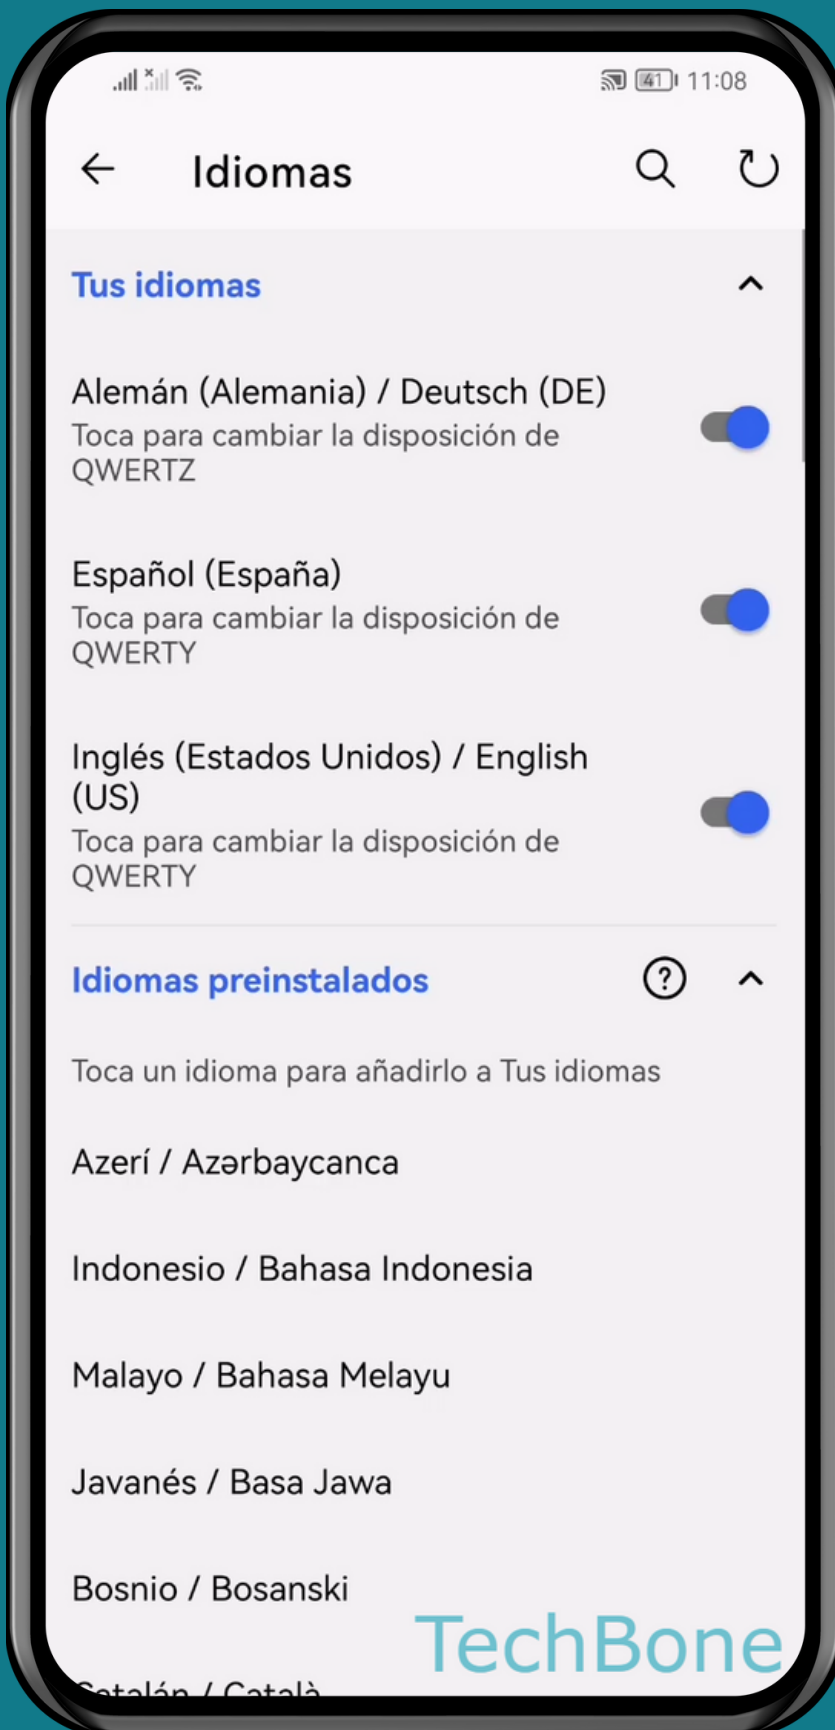 41 11:08
Idiomas
Tus idiomas
Alemán (Alemania) / Deutsch (DE)
Toca para cambiar la disposición de
QWERTZ
Español (España)
Toca para cambiar la disposición de
QWERTY
Inglés (Estados Unidos) / English
(US)
Toca para cambiar la disposición de
QWERTY
Idiomas preinstalados
?
Toca un idioma para añadirlo a Tus idiomas
Azerí / Azərbaycanca
Indonesio / Bahasa Indonesia
Malayo / Bahasa Melayu
Javanés / Basa Jawa
Bosnio / Bosanski
TechBone
Catalán / Català